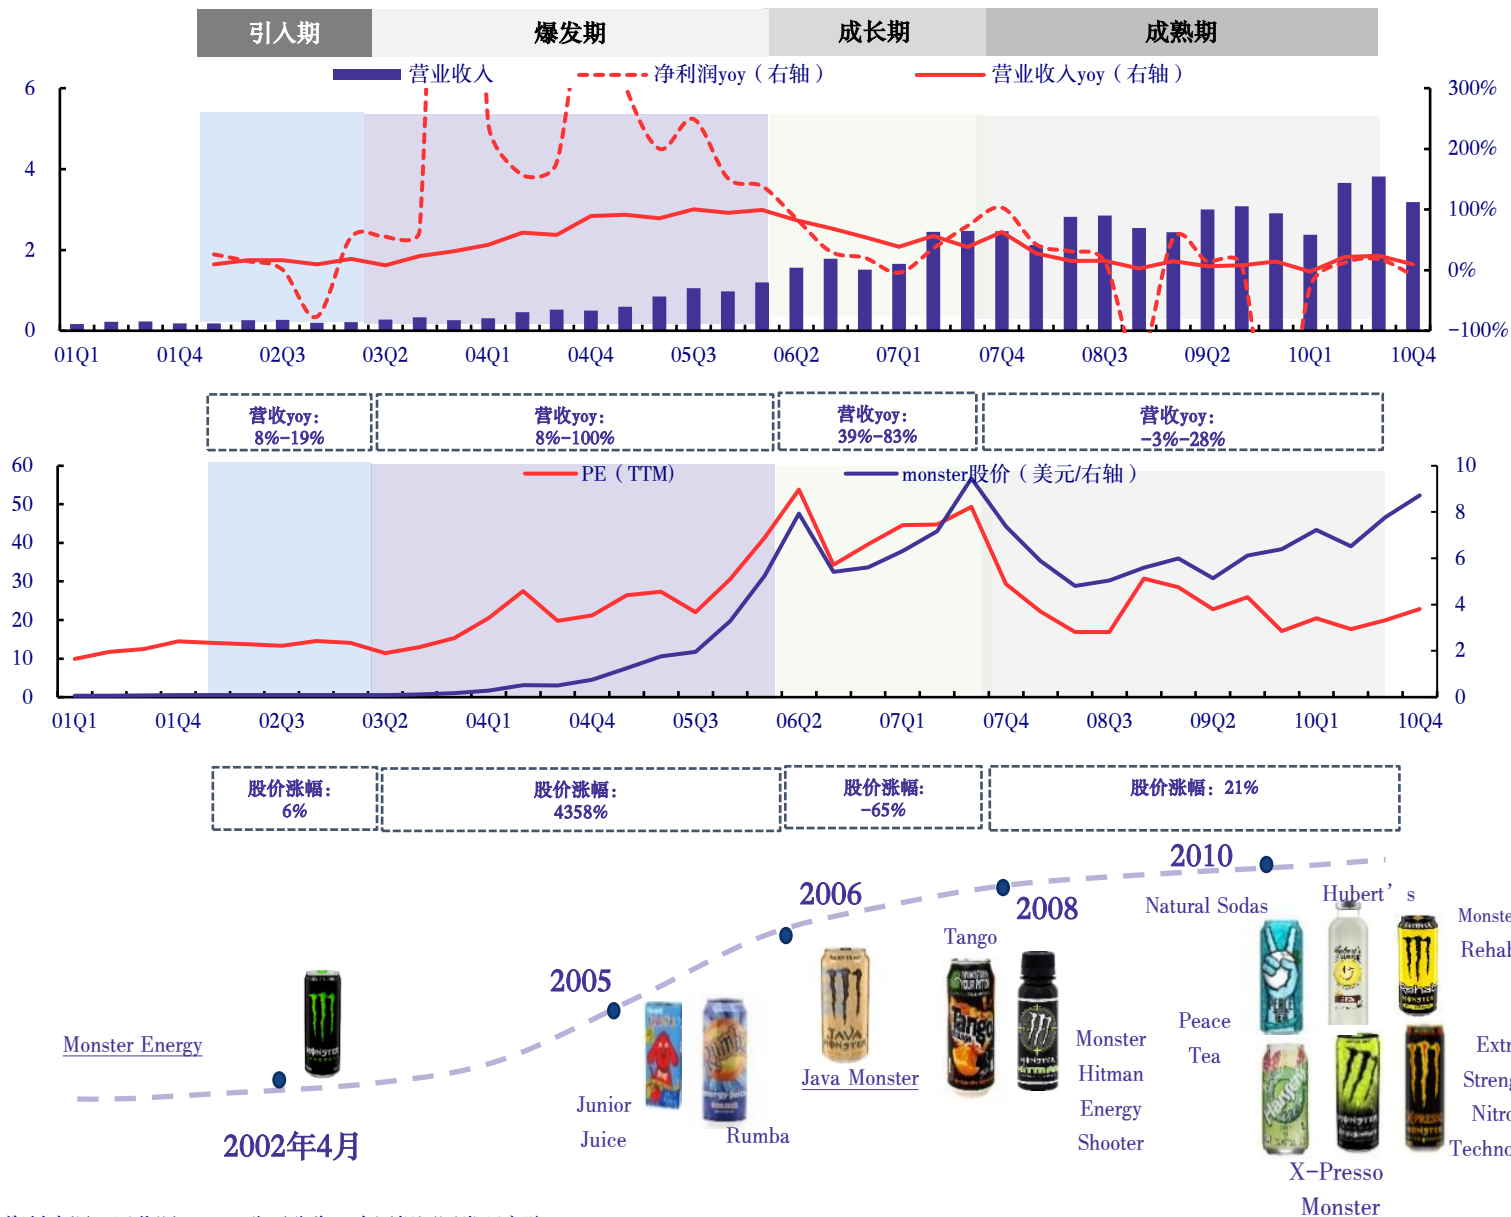 引入期 爆发期 成长期 成熟期
营业收入 净利润yoy（右轴） 营业收入yoy（右轴）
6 300%
200%
4
100%
2
0%
0 -100%
01Q1 01Q4 02Q3 03Q2 04Q1 04Q4 05Q3 06Q2 07Q1 07Q4 08Q3 09Q2 10Q1 10Q4
营收yoy：
8%-19%
营收yoy：
8%-100%
营收yoy：
39%-83%
营收yoy：
-3%-28%
PE（TTM) monster股价（美元/右轴）
60 10
50 8
40
6
30
4
20
10 2
0 0
01Q1 01Q4 02Q3 03Q2 04Q1 04Q4 05Q3 06Q2 07Q1 07Q4 08Q3 09Q2 10Q1 10Q4
股价涨幅：
6%
股价涨幅：
4358%
股价涨幅：
-65%
股价涨幅：21%
Monster Energy
2002年4月
2005
Junior
Juice
Rumba
2006
Java Monster
Tango
2008
Monster
Hitman
Energy
Shooter
2010
Natural Sodas
Hubert’s
Monste
Rehab
Peace
Tea
Extr
Streng
Nitro
Techno
X-Presso
Monster